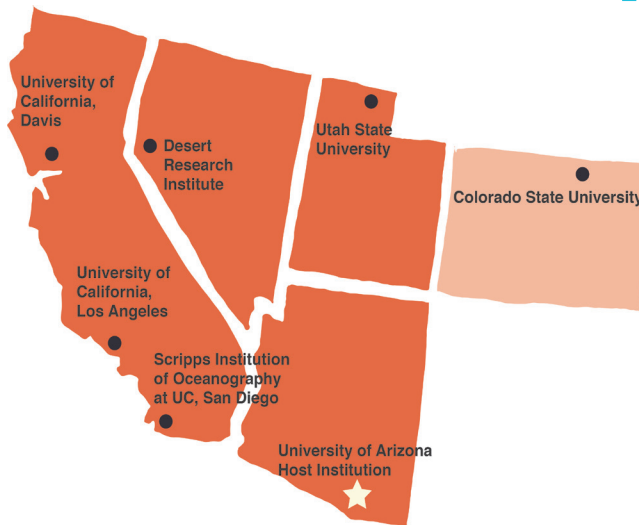 University of
California,
Davis
Desert
Research
Institute
Utah State
University
Colorado State University
University of
California,
Los Angeles
Scripps Institution
of Oceanography
at UC, San Diego
University of Arizona
Host Institution